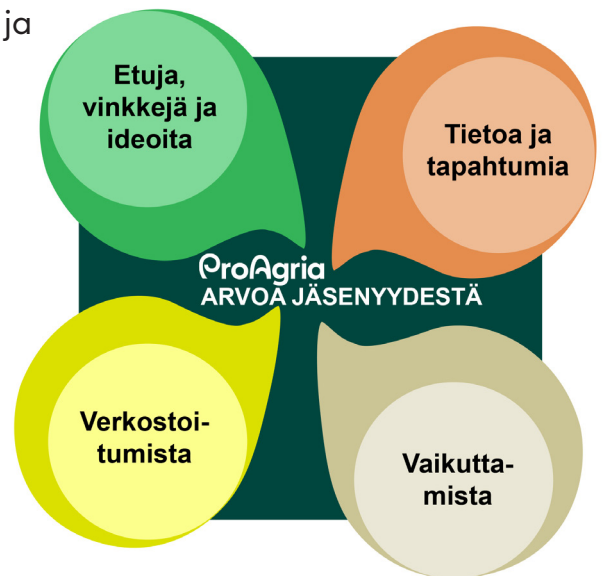 ja
Etuja,
vinkkejä ja
ideoita
Tietoa ja
tapahtumia
ProAgria
ARVOA JÄSENYYDESTÄ
Verkostoi-
tumista
Vaikutta-
mista